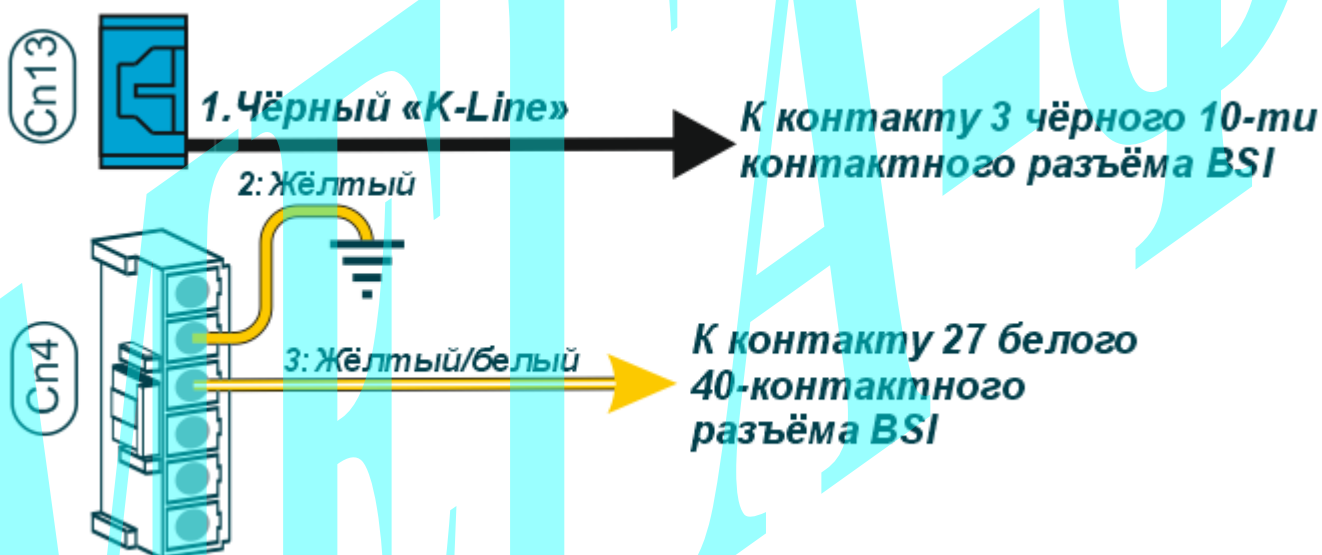 Cn13
1.Чёрный «K-Line»
К контакту 3 чёрного 10-ти
контактного разъёма BSI
2:Жёлтый
Cn4
3:Жёлтый/белый
К контакту 27 белого
40-контактного
разъёма BSI
МЕГА-Ф